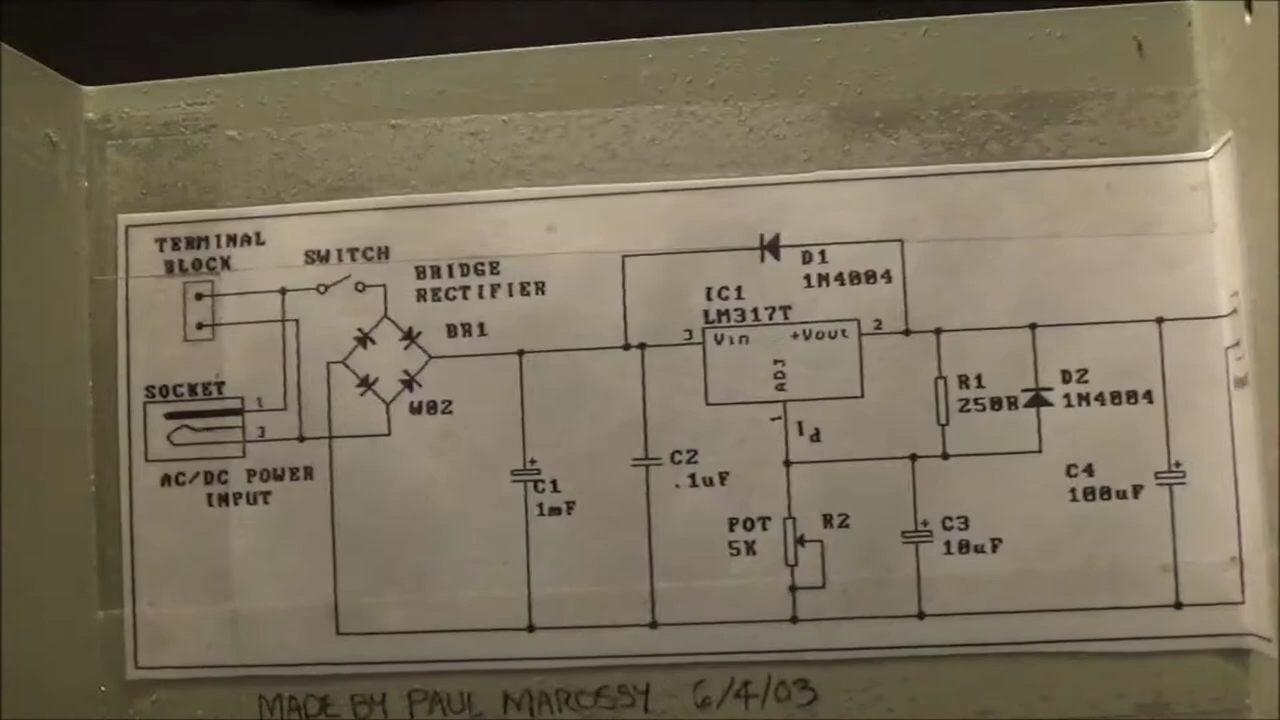 TERMINAL
BLOCK
SWITCH
BRIDGE
RECTIFIER
BR1
W02
SOCKET
1
3
AC/DC POWER
INPUT
D1
1N4004
IC1
LM317T
3
Vin
+Vout
2
ADJ
1
P1
R1
250R
D2
1N4004
+
C1
1mF
C2
.1uF
POT
5K
R2
+
C3
10uF
C4
100uF
+
MADE BY PAUL MAROSSY 6/4/03